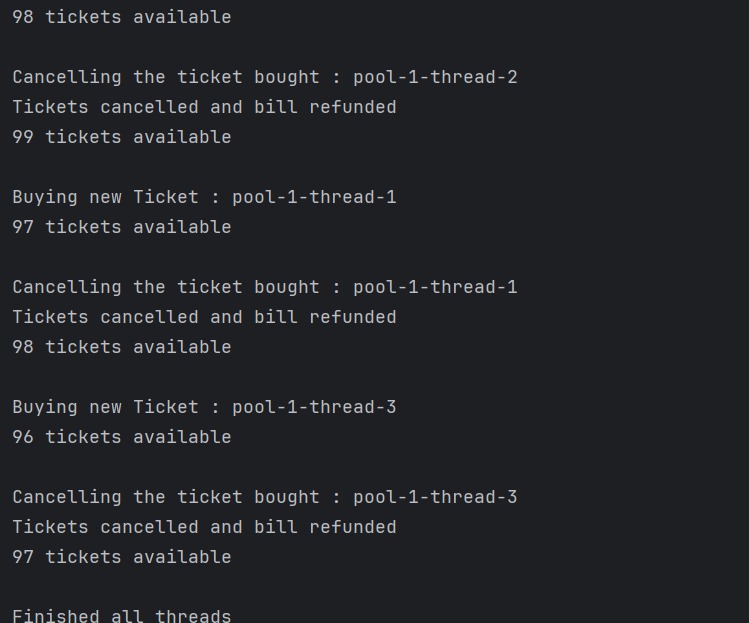 98 tickets available
Cancelling the ticket bought : pool-1-thread-2
Tickets cancelled and bill refunded
99 tickets available
Buying new Ticket : pool-1-thread-1
97 tickets available
Cancelling the ticket bought : pool-1-thread-1
Tickets cancelled and bill refunded
98 tickets available
Buying new Ticket : pool-1-thread-3
96 tickets available
Cancelling the ticket bought : pool-1-thread-3
Tickets cancelled and bill refunded
97 tickets available
Finished all threads